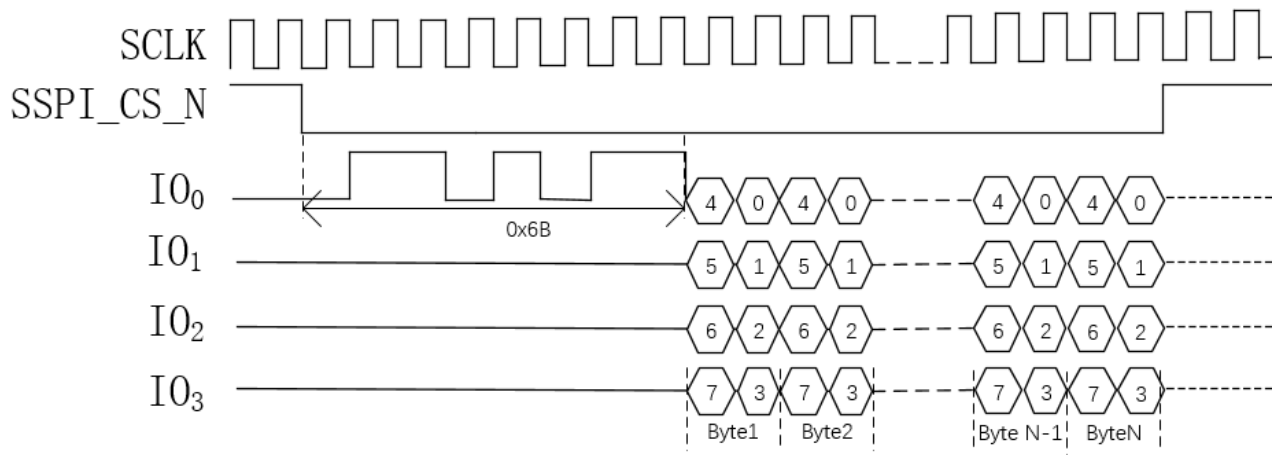 SCLK
SSPI_CS_N
IO₀ 4 0 4 0 4 0 4 0
0x6B
IO₁ 5 1 5 1 5 1 5 1
IO₂ 6 2 6 2 6 2 6 2
IO₃ 7 3 7 3 7 3 7 3
Byte1 Byte2 Byte N-1 ByteN